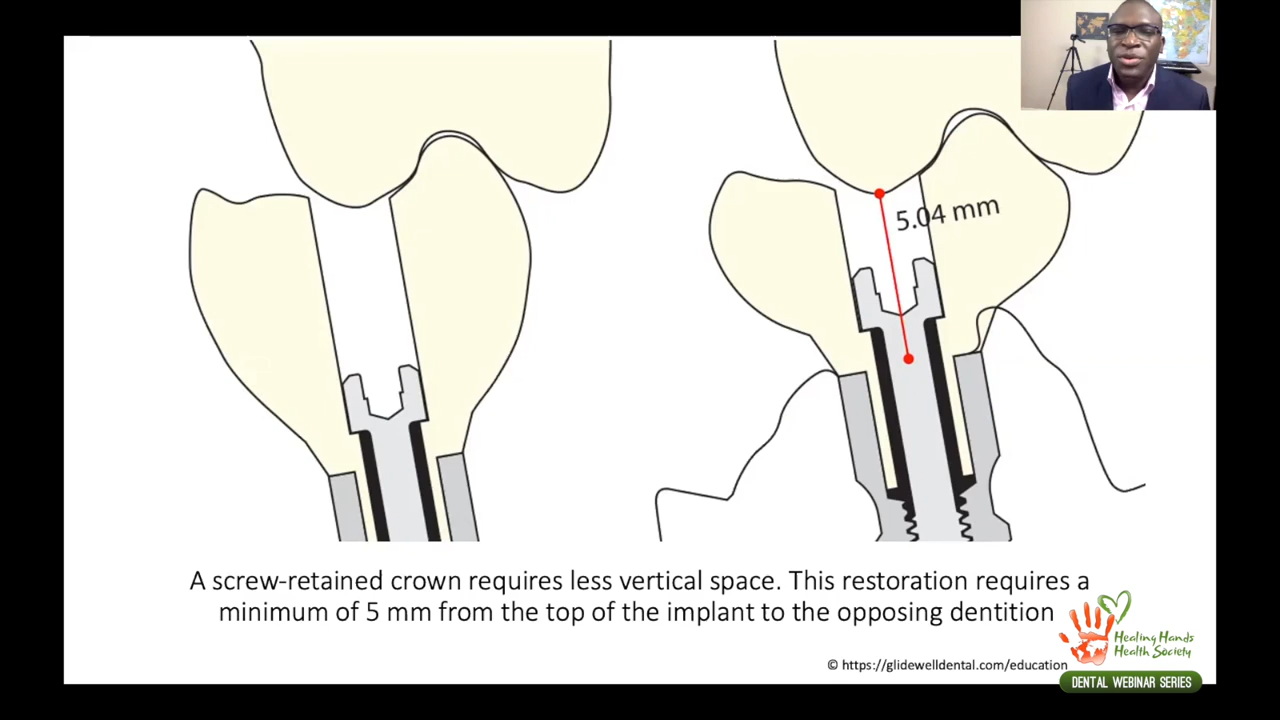 5.04 mm
A screw-retained crown requires less vertical space. This restoration requires a
minimum of 5 mm from the top of the implant to the opposing dentition
© https://glidewelldental.com/education
Healing Hands
Health Society
DENTAL WEBINAR SERIES